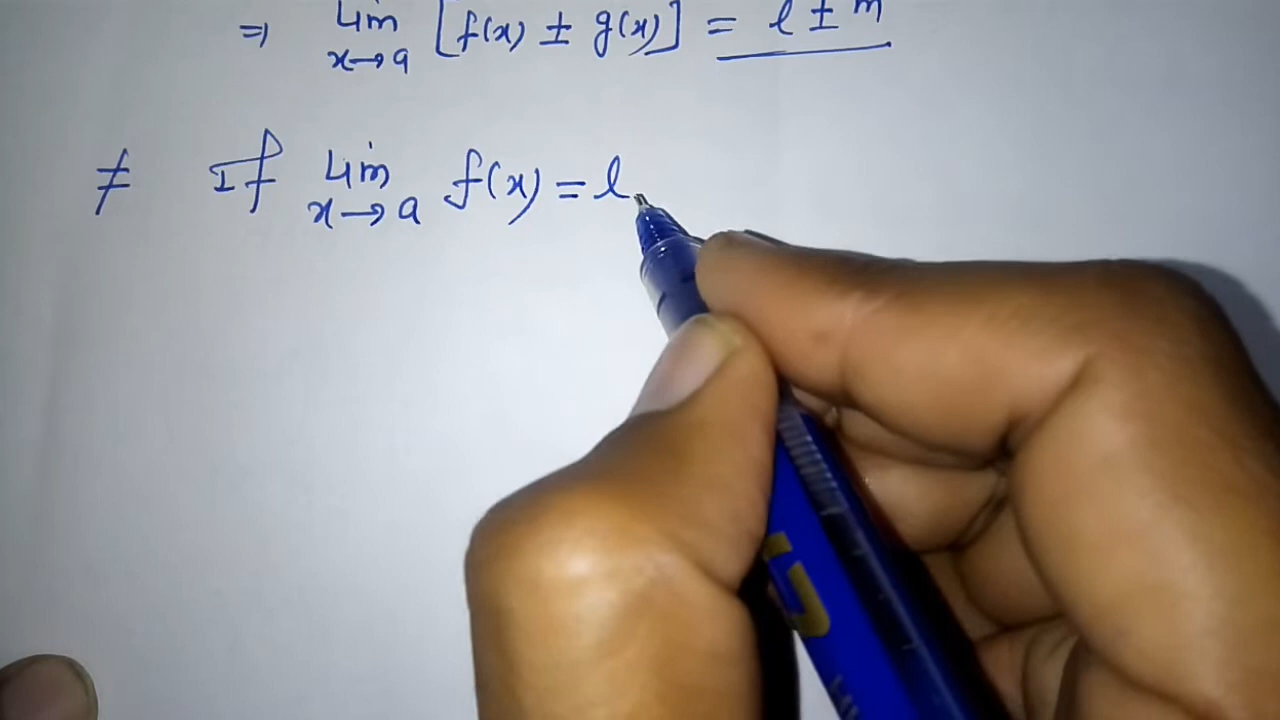 ⇒ Lim [f(x) ± g(x)] = l ± m
x→a
≠ If Lim f(x) = l
x→a